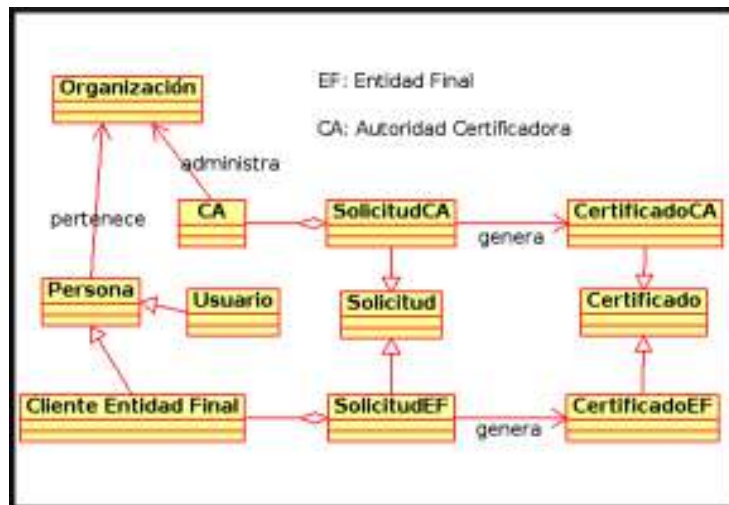 Organización
EF: Entidad Final
CA: Autoridad Certificadora
administra
pertenece
CA
SolicitudCA
CertificadoCA
genera
Persona
Usuario
Solicitud
Certificado
Cliente Entidad Final
SolicitudEF
CertificadoEF
genera